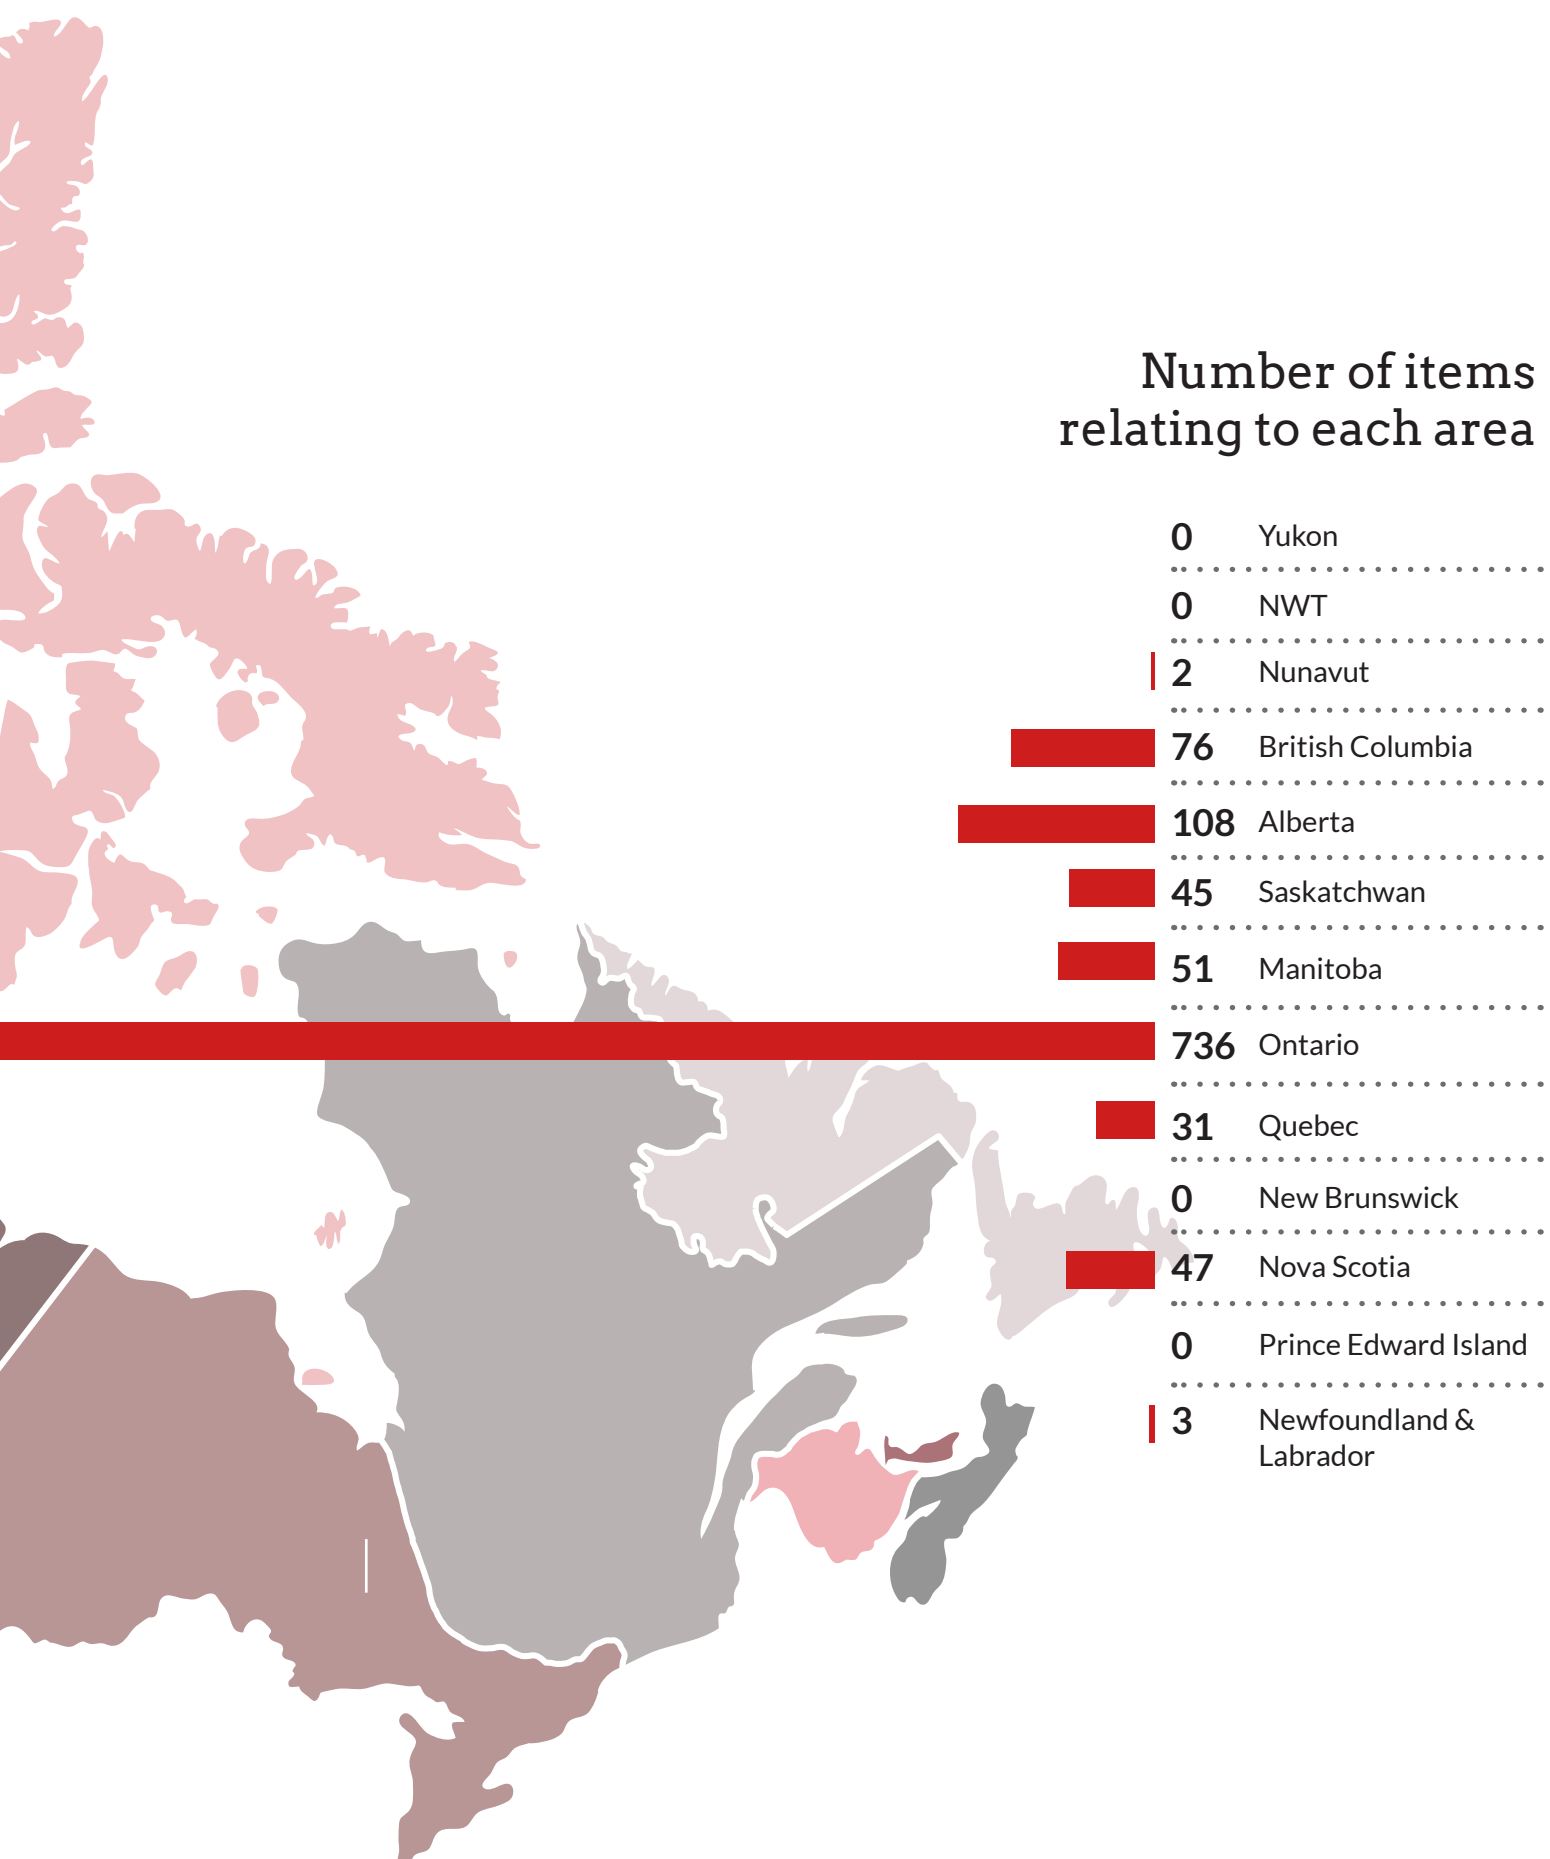 Number of items
relating to each area
0 Yukon
0 NWT
2 Nunavut
76 British Columbia
108 Alberta
45 Saskatchwan
51 Manitoba
736 Ontario
31 Quebec
0 New Brunswick
47 Nova Scotia
0 Prince Edward Island
3 Newfoundland &
Labrador